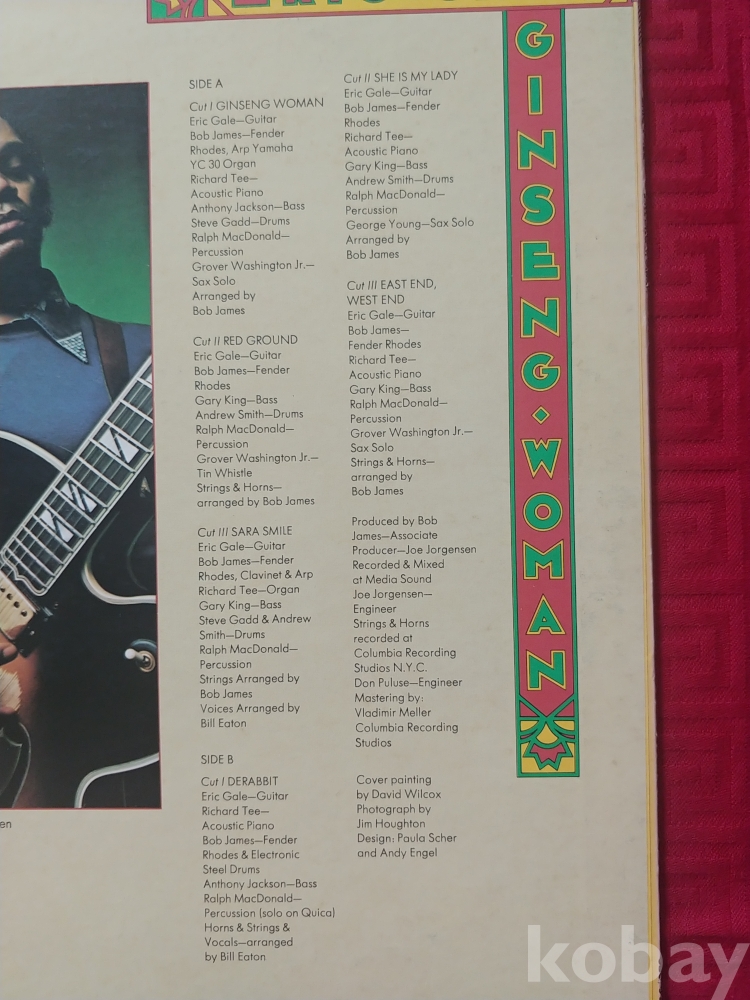 SIDE A
Cut I GINSENG WOMAN
Eric Gale—Guitar
Bob James—Fender
Rhodes, Arp Yamaha
YC 30 Organ
Richard Tee—
Acoustic Piano
Anthony Jackson—Bass
Steve Gadd—Drums
Ralph MacDonald—
Percussion
Grover Washington Jr.—
Sax Solo
Arranged by
Bob James
Cut II RED GROUND
Eric Gale—Guitar
Bob James—Fender
Rhodes
Gary King—Bass
Andrew Smith—Drums
Ralph MacDonald—
Percussion
Grover Washington Jr.—
Tin Whistle
Strings & Horns—
arranged by Bob James
Cut III SARA SMILE
Eric Gale—Guitar
Bob James—Fender
Rhodes, Clavinet & Arp
Richard Tee—Organ
Gary King—Bass
Steve Gadd & Andrew
Smith—Drums
Ralph MacDonald—
Percussion
Strings Arranged by
Bob James
Voices Arranged by
Bill Eaton
SIDE B
Cut I DERABBIT
Eric Gale—Guitar
Richard Tee—
Acoustic Piano
Bob James—Fender
Rhodes & Electronic
Steel Drums
Anthony Jackson—Bass
Ralph MacDonald—
Percussion (solo on Quica)
Horns & Strings &
Vocals—arranged
by Bill Eaton
Cut II SHE IS MY LADY
Eric Gale—Guitar
Bob James—Fender
Rhodes
Richard Tee—
Acoustic Piano
Gary King—Bass
Andrew Smith—Drums
Ralph MacDonald—
Percussion
George Young—Sax Solo
Arranged by
Bob James
Cut III EAST END,
WEST END
Eric Gale—Guitar
Bob James—
Fender Rhodes
Richard Tee—
Acoustic Piano
Gary King—Bass
Ralph MacDonald—
Percussion
Grover Washington Jr.—
Sax Solo
Strings & Horns—
arranged by
Bob James
Produced by Bob
James—Associate
Producer—Joe Jorgensen
Recorded & Mixed
at Media Sound
Joe Jorgensen—
Engineer
Strings & Horns
recorded at
Columbia Recording
Studios N.Y.C.
Don Puluse—Engineer
Mastering by:
Vladimir Meller
Columbia Recording
Studios
Cover painting
by David Wilcox
Photograph by
Jim Houghton
Design: Paula Scher
and Andy Engel
GINSENG · WOMAN
en
kobay